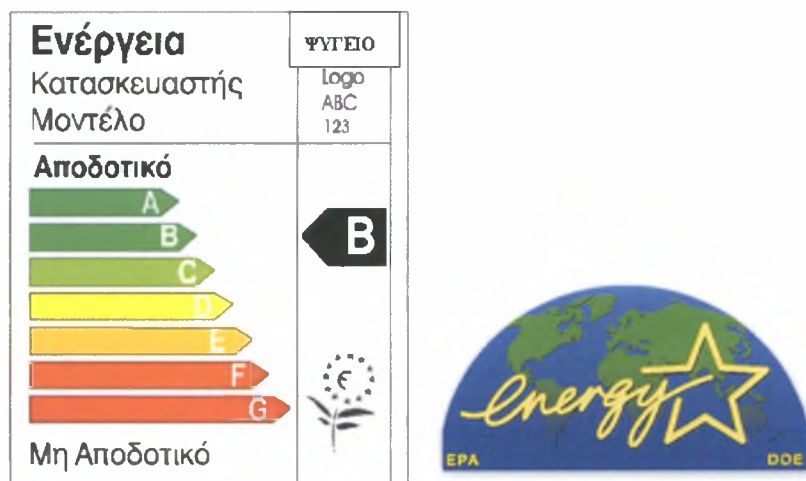 Ενέργεια
ΨΥΓΕΙΟ
Κατασκευαστής
Μοντέλο
Logo
ABC
123
Αποδοτικό
A
B
B
C
D
E
F
G
Μη Αποδοτικό
energy
EPA
DOE